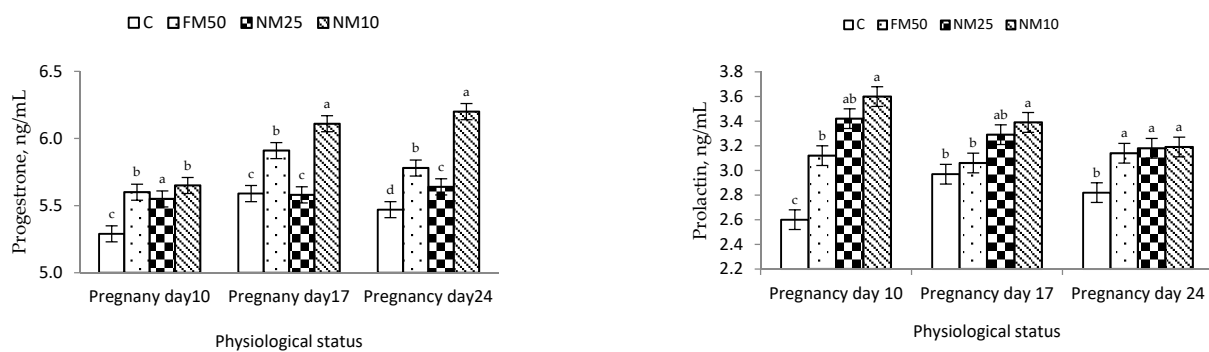 C FM50 NM25 NM10
Progestrone, ng/mL
6.5
6.0
5.5
5.0
c b a b
c b c a
d b c a
Pregnany day10 Pregnany day17 Pregnancy day24
Physiological status
C FM50 NM25 NM10
Prolactin, ng/mL
3.8
3.6
3.4
3.2
3.0
2.8
2.6
2.4
2.2
c b ab a
b b ab a
b a a a
Pregnancy day 10 Pregnancy day 17 Pregnancy day 24
Physiological status